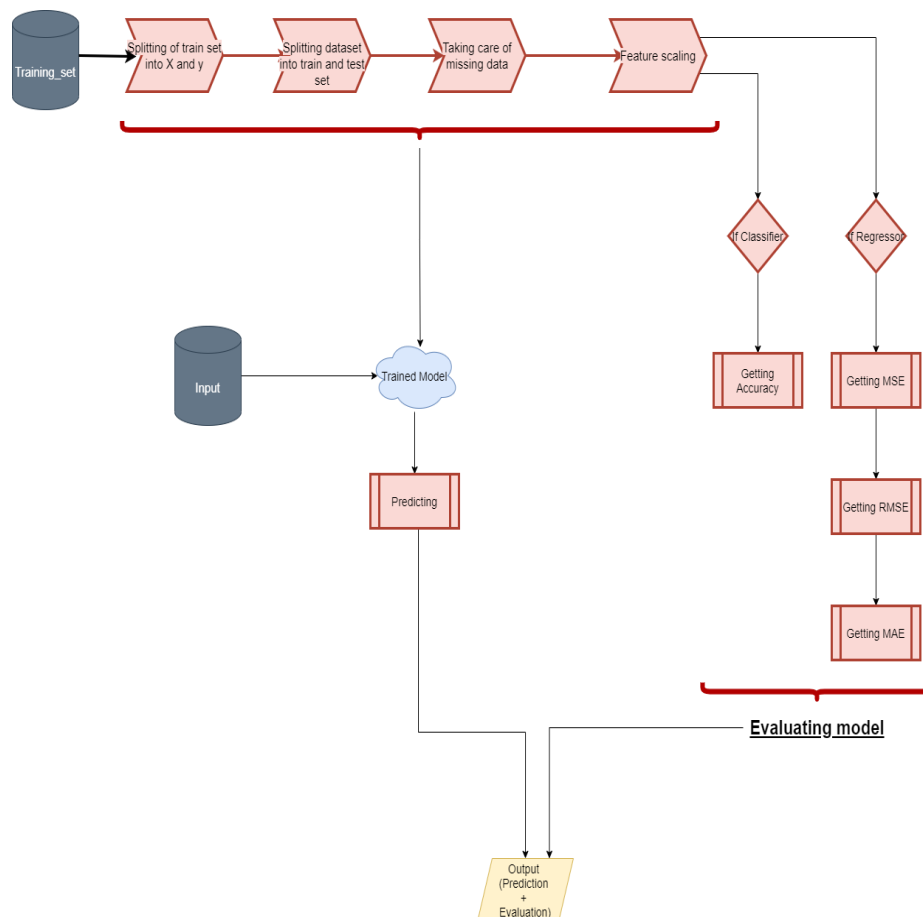 Training_set
Splitting of train set
into X and y
Splitting dataset
into train and test
set
Taking care of
missing data
Feature scaling
If Classifier
If Regressor
Input
Trained Model
Getting
Accuracy
Getting MSE
Predicting
Getting RMSE
Getting MAE
Evaluating model
Output
(Prediction
+
Evaluation)